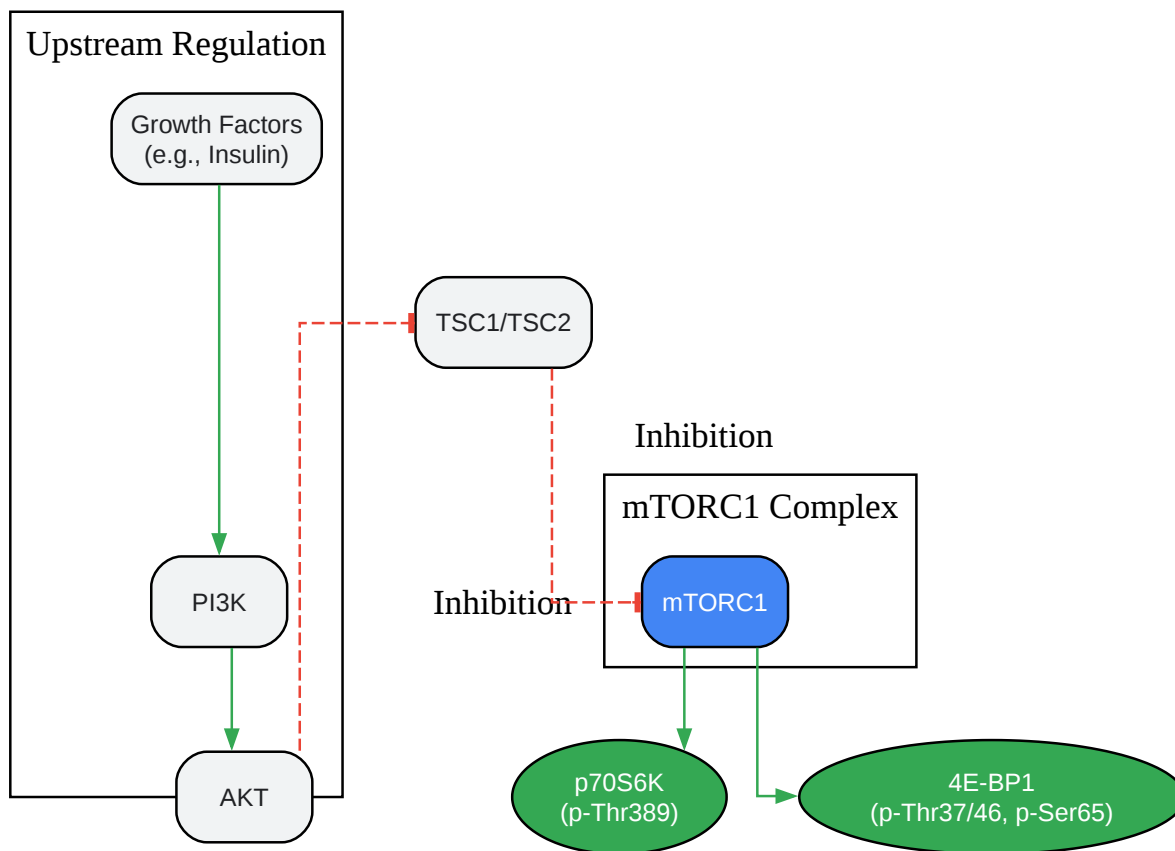 Upstream Regulation
Growth Factors
(e.g., Insulin)
TSC1/TSC2
Inhibition
mTORC1 Complex
PI3K
Inhibition
mTORC1
AKT
p70S6K
(p-Thr389)
4E-BP1
(p-Thr37/46, p-Ser65)